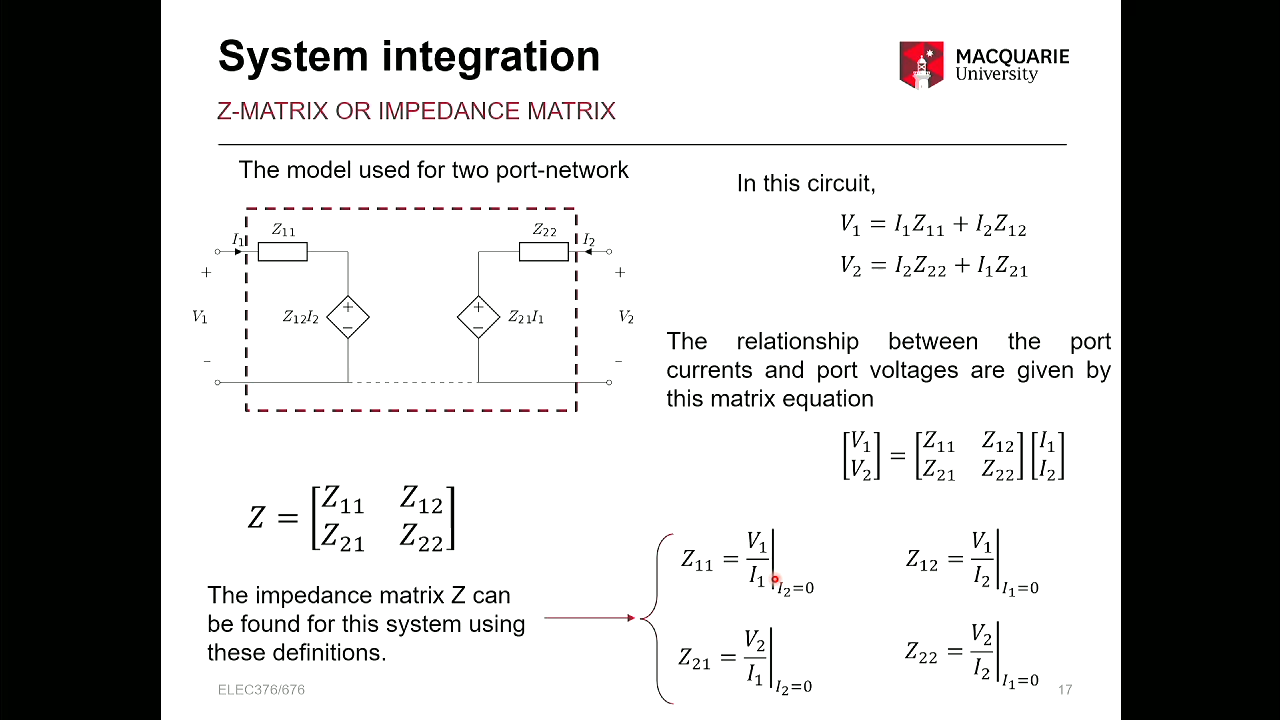 System integration
MACQUARIE
University
Z-MATRIX OR IMPEDANCE MATRIX
The model used for two port-network
I₁ Z₁₁ Z₂₂ I₂
+ +
V₁ Z₁₂I₂ + − + − Z₂₁I₁ V₂
− −
Z = [Z₁₁ Z₁₂
Z₂₁ Z₂₂]
The impedance matrix Z can
be found for this system using
these definitions.
In this circuit,
V₁ = I₁Z₁₁ + I₂Z₁₂
V₂ = I₂Z₂₂ + I₁Z₂₁
The relationship between the port
currents and port voltages are given by
this matrix equation
[V₁ V₂] = [Z₁₁ Z₁₂ Z₂₁ Z₂₂] [I₁ I₂]
Z₁₁ = V₁/I₁|I₂=0 Z₁₂ = V₁/I₂|I₁=0
Z₂₁ = V₂/I₁|I₂=0 Z₂₂ = V₂/I₂|I₁=0
ELEC376/676
17